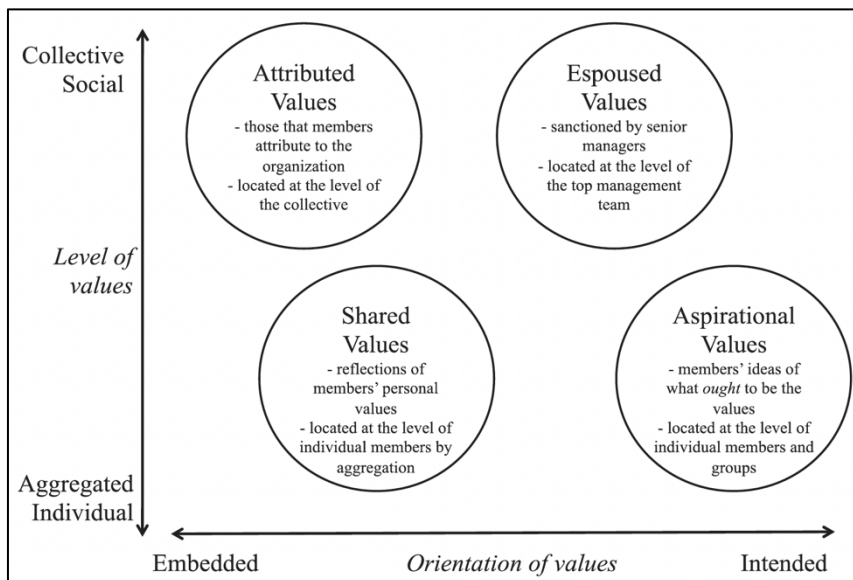 Collective
Social
Attributed
Values
- those that members
attribute to the
organization
- located at the level of
the collective
Espoused
Values
- sanctioned by senior
managers
- located at the level of
the top management
team
Level of
values
Shared
Values
- reflections of
members’ personal
values
- located at the level of
individual members by
aggregation
Aspirational
Values
- members’ ideas of
what ought to be the
values
- located at the level of
individual members and
groups
Aggregated
Individual
Embedded
Orientation of values
Intended